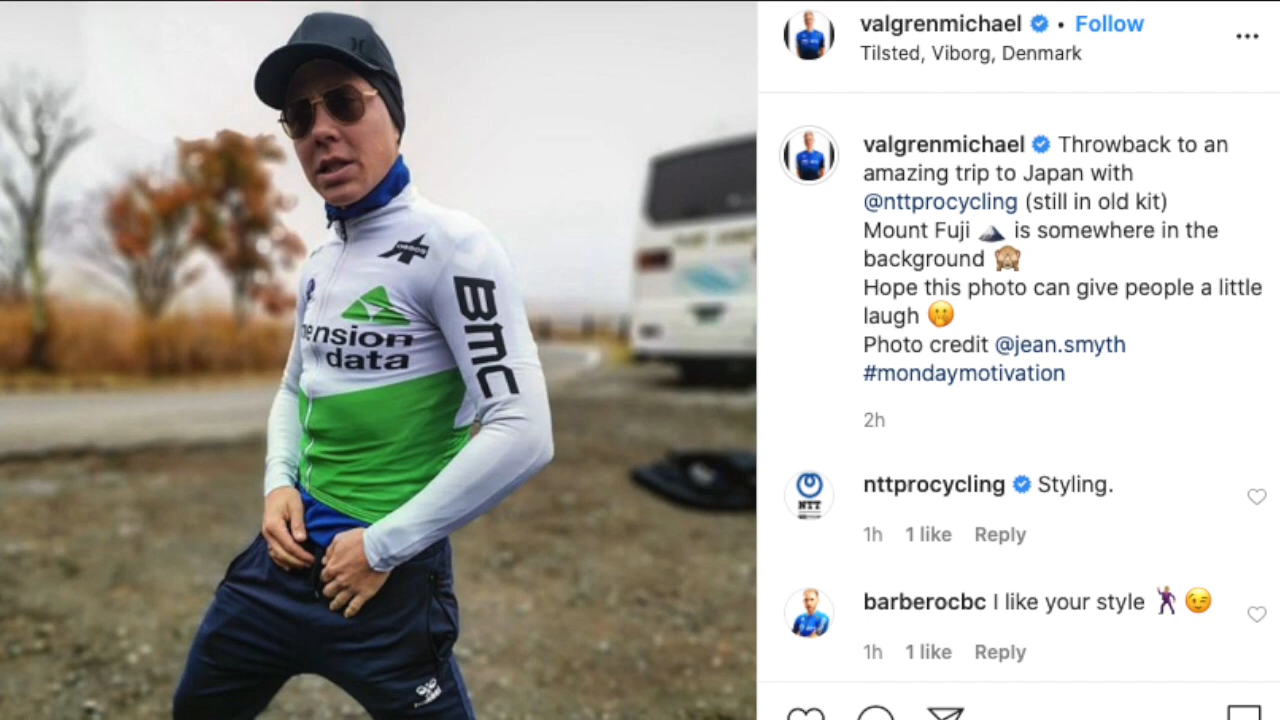 valgrenmichael • Follow
Tilsted, Viborg, Denmark
valgrenmichael Throwback to an
amazing trip to Japan with
@nttprocycling (still in old kit)
Mount Fuji 🗻 is somewhere in the
background 🙈
Hope this photo can give people a little
laugh 🤭
Photo credit @jean.smyth
#mondaymotivation
2h
nttprocycling Styling.
1h 1 like Reply
NTT
barberocbc I like your style 🕺 😉
1h 1 like Reply
BMC
ension
data